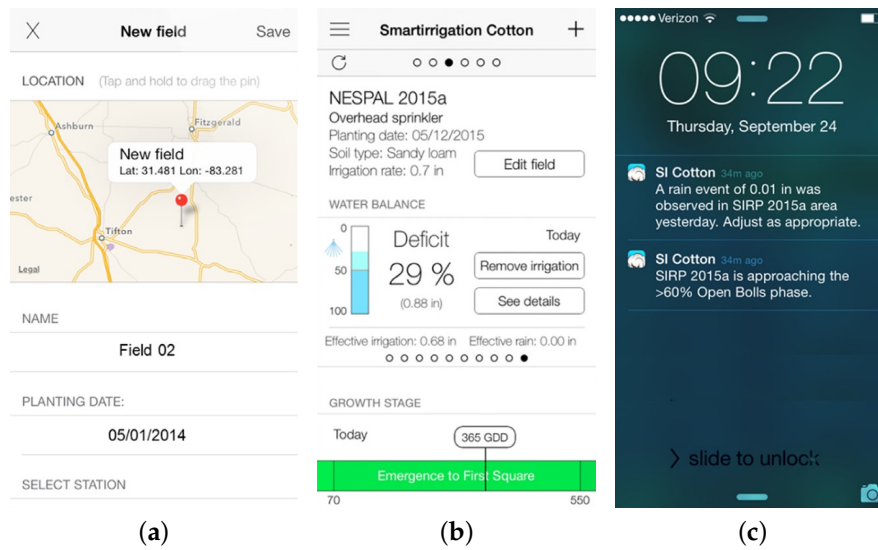 New field
Save
LOCATION (Tap and hold to drag the pin)
Ashburn
Fitzgerald
New field
Lat: 31.481 Lon: -83.281
ester
Tifton
Legal
NAME
Field 02
PLANTING DATE:
05/01/2014
SELECT STATION
(a)
Smartirrigation Cotton
NESPAL 2015a
Overhead sprinkler
Planting date: 05/12/2015
Soil type: Sandy loam
Irrigation rate: 0.7 in
Edit field
WATER BALANCE
0
50
100
Deficit
29 %
(0.88 in)
Today
Remove irrigation
See details
Effective irrigation: 0.68 in Effective rain: 0.00 in
GROWTH STAGE
Today
365 GDD
Emergence to First Square
70
550
(b)
Verizon
09:22
Thursday, September 24
SI Cotton 34m ago
A rain event of 0.01 in was
observed in SIRP 2015a area
yesterday. Adjust as appropriate.
SI Cotton 34m ago
SIRP 2015a is approaching the
>60% Open Bolls phase.
slide to unlock
(c)